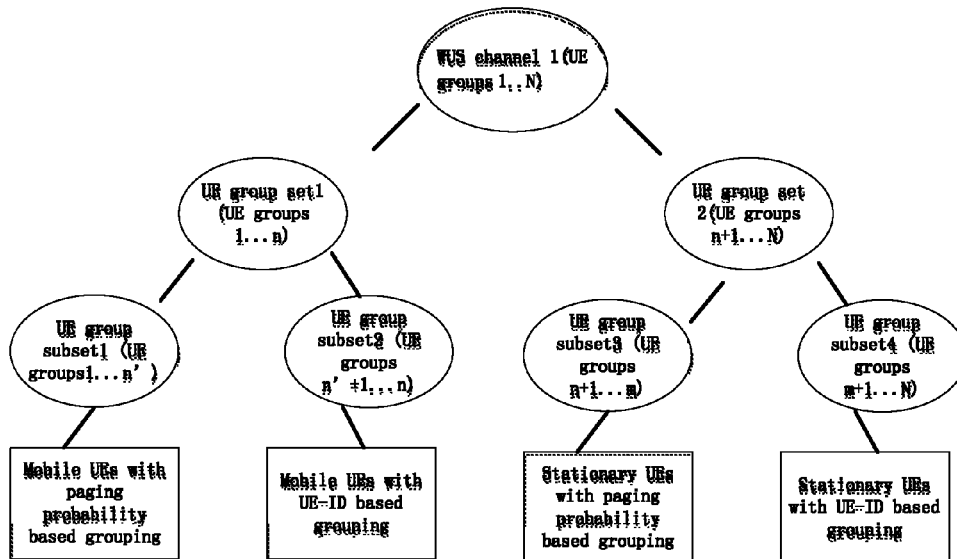 WUS channel 1(UE
groups 1..N)
UE group set1
(UE groups
1...n)
UE group set
2(UE groups
n+1...N)
UE group
subset1 (UE
groups1...n' )
UE group
subset2 (UE
groups
n' +1...n)
UE group
subset3 (UE
groups
n+1...m)
UE group
subset4 (UE
groups
m+1...N)
Mobile UEs with
paging
probability
based grouping
Mobile UEs with
UE-ID based
grouping
Stationary UEs
with paging
probability
based grouping
Stationary UEs
with UE-ID based
grouping